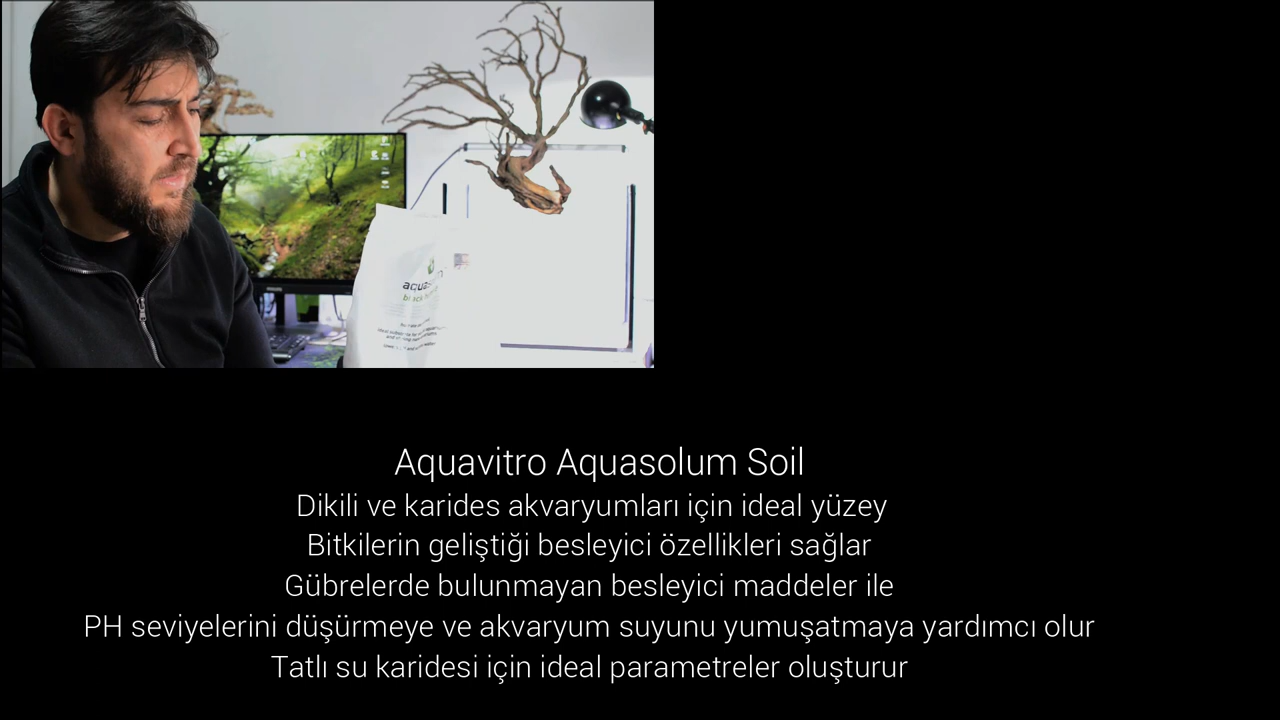 Aquavitro Aquasolum Soil
Dikili ve karides akvaryumları için ideal yüzey
Bitkilerin geliştiği besleyici özellikleri sağlar
Gübrelerde bulunmayan besleyici maddeler ile
PH seviyelerini düşürmeye ve akvaryum suyunu yumuşatmaya yardımcı olur
Tatlı su karidesi için ideal parametreler oluşturur